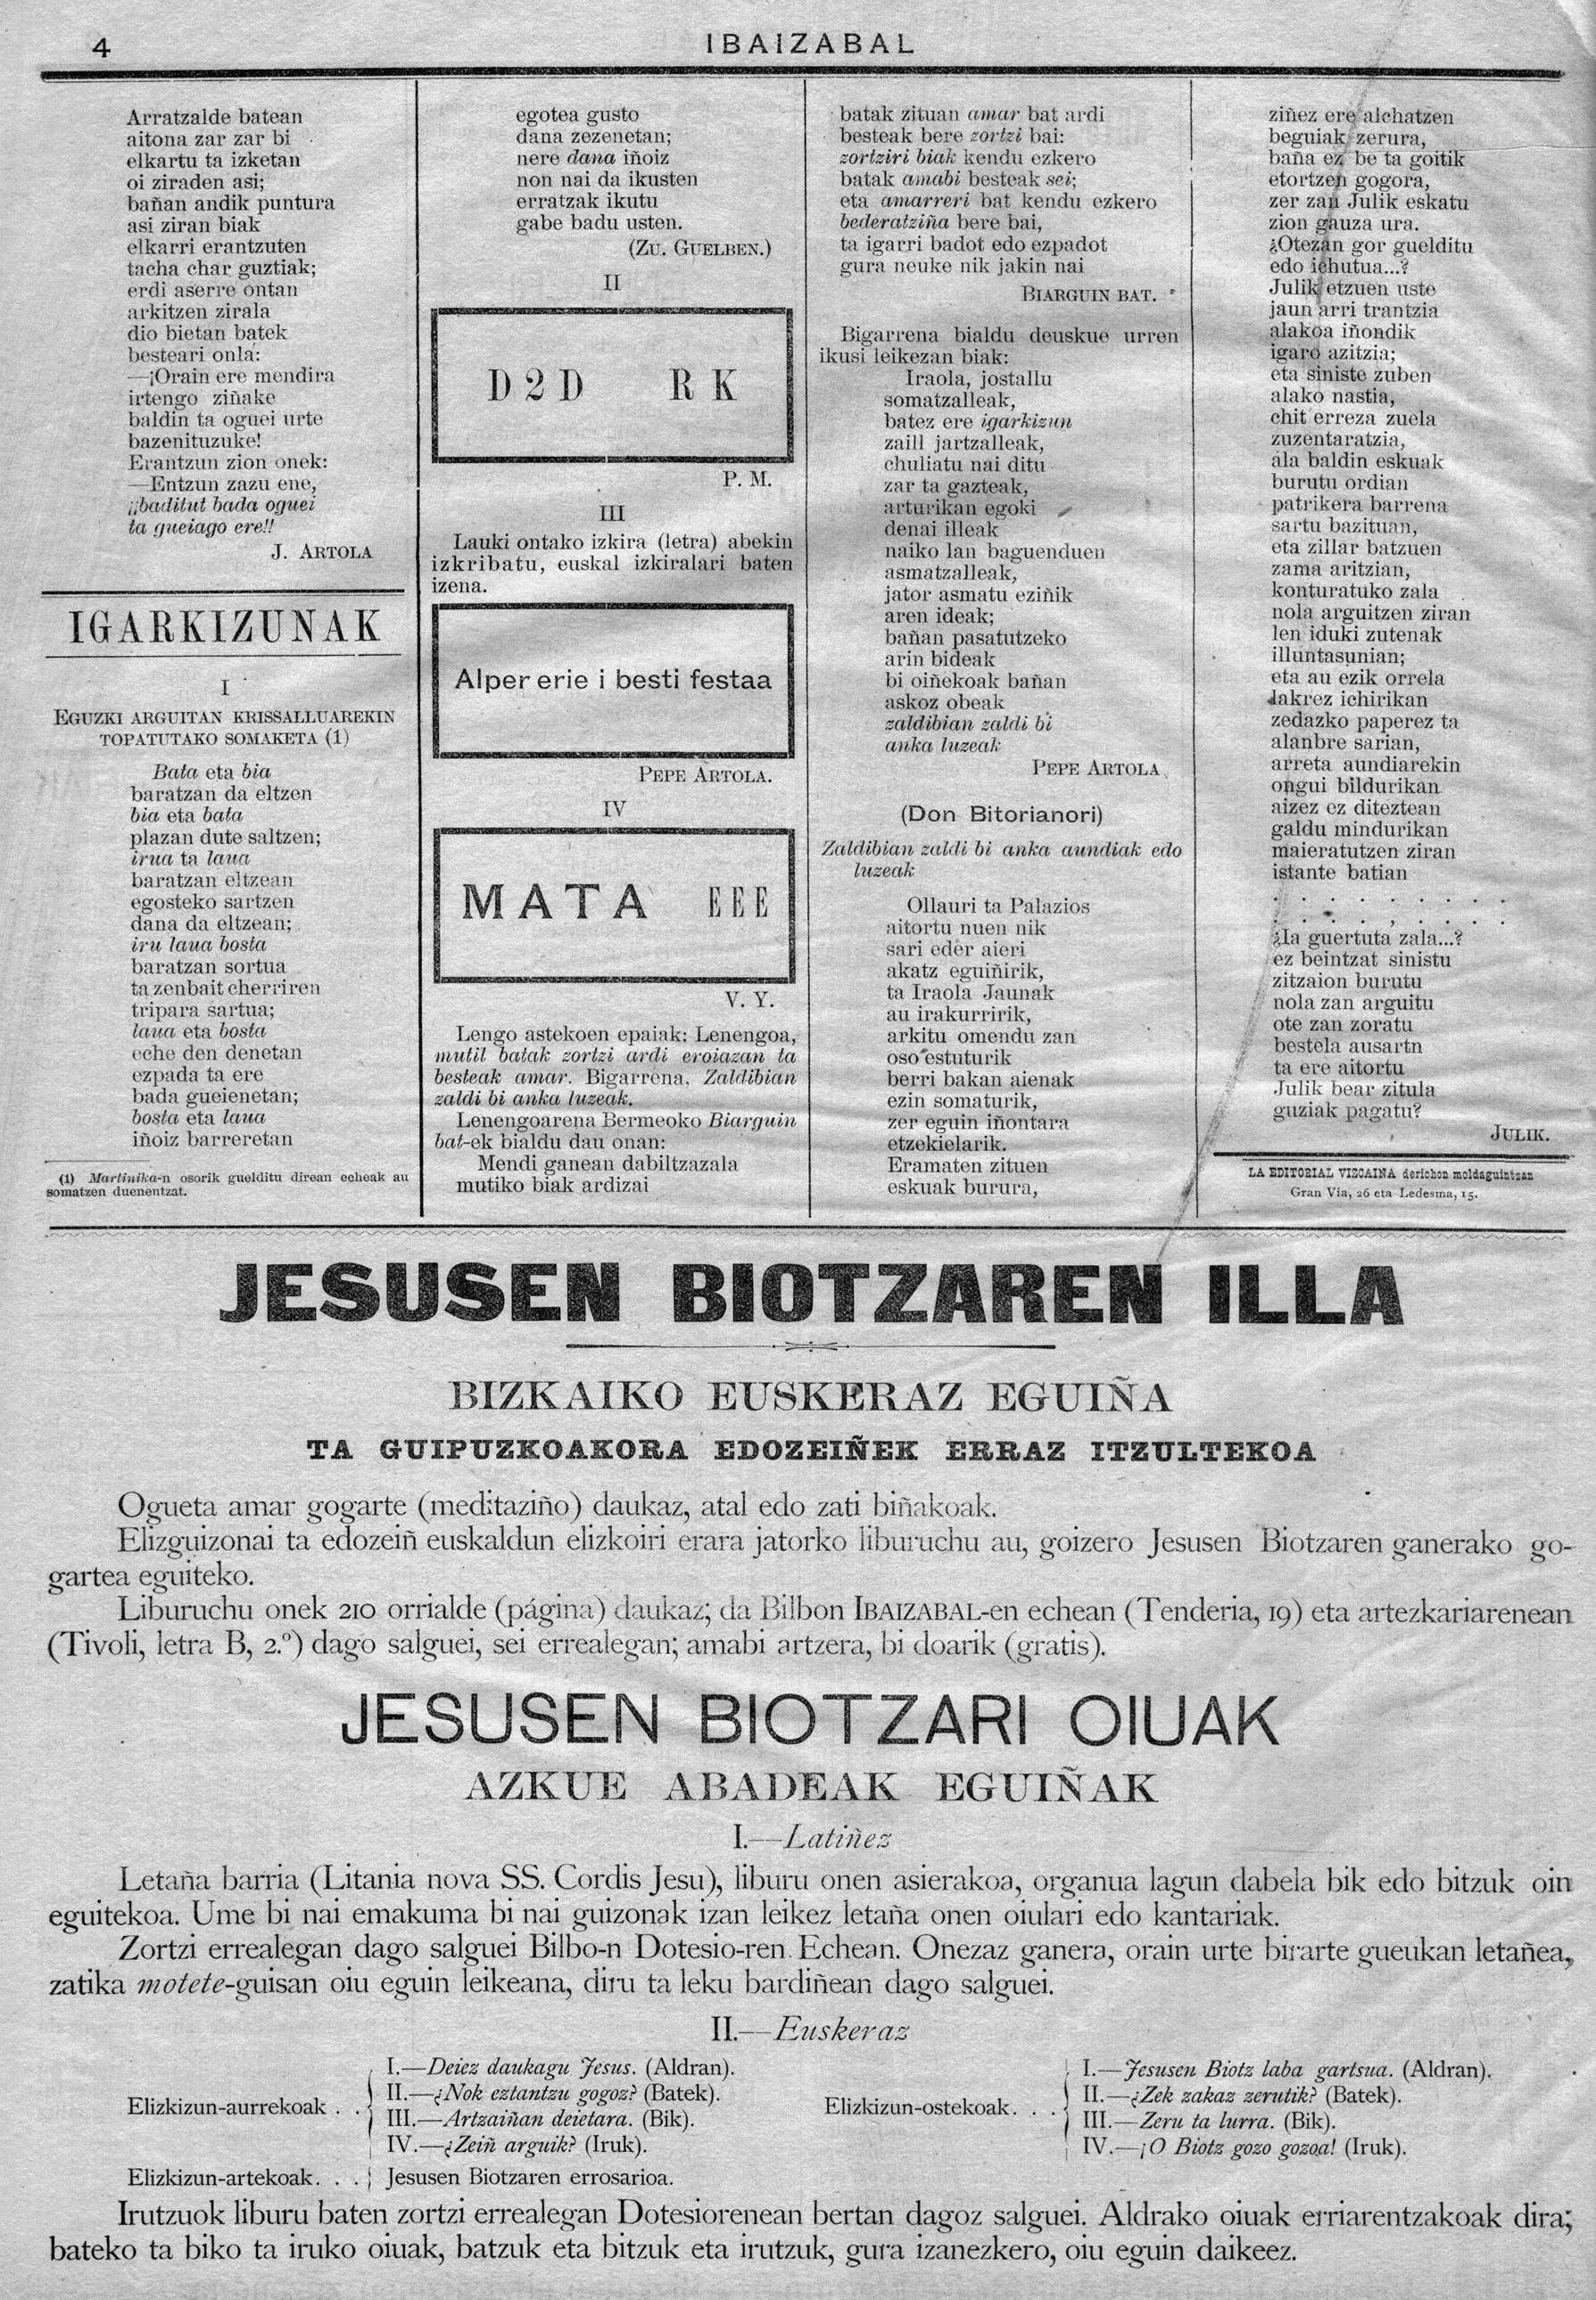 4
IBAIZABAL
Arratzalde batean
aitona zar zar bi
elkartu ta izketan
oi ziraden asi;
bañan andik puntura
asi ziran biak
elkarri erantzuten
tacha char guztiak;
erdi aserre ontan
arkitzen zirala
dio bietan batek
besteari onla:
—¡Orain ere mendira
irtengo ziñake
baldin ta oguei urte
bazenituzuke!
Erantzun zion onek:
—Entzun zazu ene,
¡¡baditut bada oguei
ta gueiago ere!!
J. ARTOLA
IGARKIZUNAK
I
EGUZKI ARGUITAN KRISSALLUAREKIN
TOPATUTAKO SOMAKETA (1)
Bata eta bia
baratzan da eltzen
bia eta bata
plazan dute saltzen;
irua ta laua
baratzan eltzean
egosteko sartzen
dana da eltzean;
iru laua bosta
baratzan sortua
ta zenbait cherriren
tripara sartua;
laua eta bosta
eche den denetan
ezpada ta ere
bada gueienetan;
bosta eta laua
iñoiz barreretan
(1) Martinika-n osorik gueldítu direan echeak au
somatzen duenentzat.
egotea gusto
dana zezenetan;
nere dana iñoiz
non nai da ikusten
erratzak ikutu
gabe badu usten.
(ZU. GUELBEN.)
II
D2D RK
P. M.
III
Lauki ontako izkira (letra) abekin
izkribatu, euskal izkiralari baten
izena.
Alper erie i besti festaa
PEPE ARTOLA.
IV
MATA EEE
V. Y.
Lengo astekoen epaiak: Lenengoa,
mutil batak zortzi ardi eroiazan ta
besteak amar. Bigarrena, Zaldibian
zaldi bi anka luzeak.
Lenengoarena Bermeoko Biarguin
bat-ek bialdu dau onan:
Mendi ganean dabiltzazala
mutiko biak ardizai
batak zituan amar bat ardi
besteak bere zortzi bai:
zortziri biak kendu ezkero
batak amabi besteak sei;
eta amarreri bat kendu ezkero
bederatziña bere bai,
ta igarri badot edo ezpadot
gura neuke nik jakin nai
BIARGUIN BAT.
Bigarrena bialdu deuskue urren
ikusi leikezan biak:
Iraola, jostallu
somatzalleak,
batez ere igarkizun
zaill jartzalleak,
chuliatu nai ditu
zar ta gazteak,
arturikan egoki
denai illeak
naiko lan baguenduen
asmatzalleak,
jator asmatu eziñik
aren ideak;
bañan pasatutzeko
arin bideak
bi oiñekoak bañan
askoz obeak
zaldibian zaldi bi
anka luzeak
PEPE ARTOLA
(Don Bitorianori)
Zaldibian zaldi bi anka aundiak edo
luzeak
Ollauri ta Palazios
aitortu nuen nik
sari eder aieri
akatz eguiñirik,
ta Iraola Jaunak
au irakurririk,
arkitu omendu zan
oso estuturik
berri bakan aienak
ezin somaturik,
zer eguin iñontara
etzekielarik.
Eramaten zituen
eskuak burura,
ziñez ere alchatzen
beguiak zerura,
baña ez be ta goitik
etortzen gogora,
zer zan Julik eskatu
zion gauza ura.
¿Otezan gor guelditu
edo ichutua...?
Julik etzuen uste
jaun arri trantzia
alakoa iñondik
igaro azitzia;
eta siniste zuben
alako nastia,
chit erreza zuela
zuzentaratzia,
ala baldin eskuak
burutu ordian
patrikera barrena
sartu bazituan,
eta zillar batzuen
zama aritzian,
konturatuko zala
nola arguitzen ziran
len iduki zutenak
illuntasunian;
eta au ezik orrela
lakrez ichirikan
zedazko paperez ta
alanbre sarian,
arreta aundiarekin
ongui bildurikan
aizez ez diteztean
galdu mindurikan
maieratutzen ziran
istante batian
. . . . . . . . .
. . . . . . . . .
¿Ia guertuta zala...?
ez beintzat sinistu
zitzaion burutu
nola zan arguitu
ote zan zoratu
bestela ausartn
ta ere aitortu
Julik bear zitula
guziak pagatu?
JULIK.
LA EDITORIAL VIZCAINA derichon moldaguintzan
Gran Via, 26 eta Ledesma, 15.
JESUSEN BIOTZAREN ILLA
BIZKAIKO EUSKERAZ EGUIÑA
TA GUIPUZKOAKORA EDOZEIÑEK ERRAZ ITZULTEKOA
Ogueta amar gogarte (meditaziño) daukaz, atal edo zati biñakoak.
Elizguizonai ta edozeiñ euskaldun elizkoiri erara jatorko liburuchu au, goizero Jesusen Biotzaren ganerako go-
gartea eguiteko.
Liburuchu onek 210 orrialde (página) daukaz; da Bilbon IBAIZABAL-en echean (Tenderia, 19) eta artezkariarenean
(Tivoli, letra B, 2.º) dago salguei, sei errealegan; amabi artzera, bi doarik (gratis).
JESUSEN BIOTZARI OIUAK
AZKUE ABADEAK EGUIÑAK
I.—Latiñez
Letaña barria (Litania nova SS. Cordis Jesu), liburu onen asierakoa, organua lagun dabela bik edo bitzuk oin
eguitekoa. Ume bi nai emakuma bi nai guizonak izan leikez letaña onen oiulari edo kantariak.
Zortzi errealegan dago salguei Bilbo-n Dotesio-ren Echean. Onezaz ganera, orain urte birarte gueukan letañea,
zatika motete-guisan oiu eguin leikeana, diru ta leku bardiñean dago salguei.
II.—Euskeraz
Elizkizun-aurrekoak . .
I.—Deiez daukagu Jesus. (Aldran).
II.—¿Nok eztantzu gogoz? (Batek).
III.—Artzaiñan deietara. (Bik).
IV.—¿Zeiñ arguik? (Iruk).
Elizkizun-artekoak. . . Jesusen Biotzaren errosarioa.
Elizkizun-ostekoak. . .
I.—Jesusen Biotz laba gartsua. (Aldran).
II.—¿Zek zakaz zerutik? (Batek).
III.—Zeru ta lurra. (Bik).
IV.—¡O Biotz gozo gozoa! (Iruk).
Irutzuok liburu baten zortzi errealegan Dotesiorenean bertan dagoz salguei. Aldrako oiuak erriarentzakoak dira;
bateko ta biko ta iruko oiuak, batzuk eta bitzuk eta irutzuk, gura izanezkero, oiu eguin daikeez.